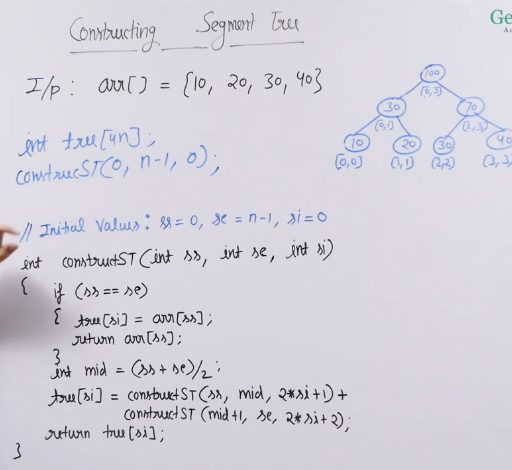 Constructing Segment Tree
Ge
I/p: arr[] = {10, 20, 30, 40}
100
[0,3]
30 70
[0,1] [2,3]
10 20 30 40
[0,0] [1,1] [2,2] [3,3]
int tree[4n];
construcST(0, n-1, 0);
// Initial Values: ss=0, se=n-1, si=0
int constructST(int ss, int se, int si)
{ if (ss==se)
{ tree[si] = arr[ss];
return arr[ss];
}
int mid = (ss+se)/2;
tree[si] = constructST(ss, mid, 2*si+1) +
constructST(mid+1, se, 2*si+2);
return tree[si];
}